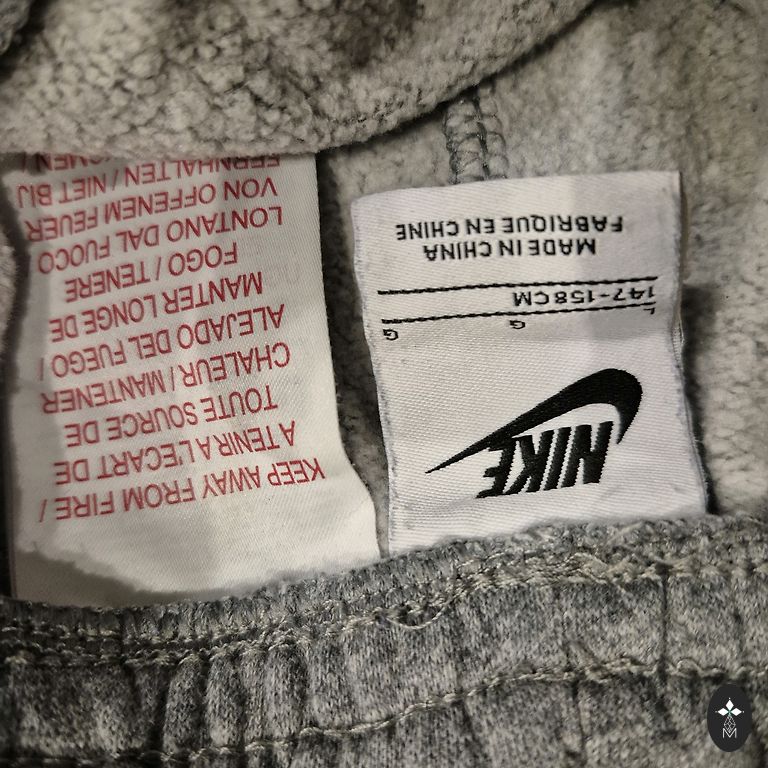 NIKE
L G G
147-158CM
MADE IN CHINA
FABRIQUE EN CHINE
KEEP AWAY FROM FIRE /
A TENIR A L'ECART DE
TOUTE SOURCE DE
CHALEUR / MANTENER
ALEJADO DEL FUEGO /
MANTER LONGE DE
FOGO / TENERE
LONTANO DAL FUOCO
VON OFFENEM FEUER
FERNHALTEN / NIET BIJ